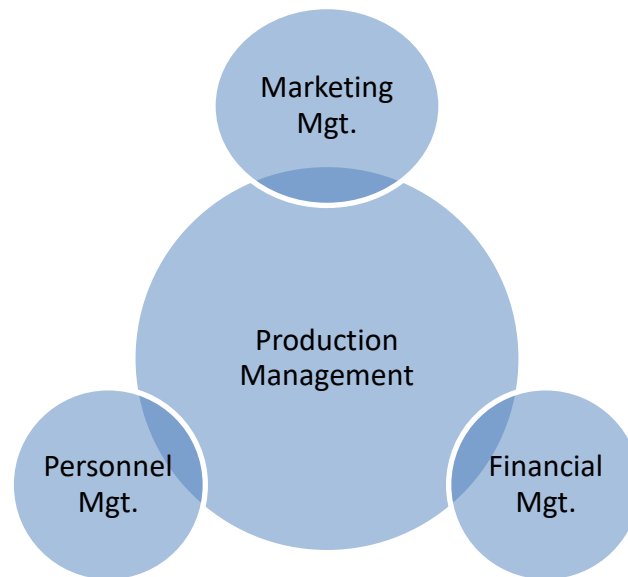 Marketing
Mgt.
Production
Management
Personnel
Mgt.
Financial
Mgt.